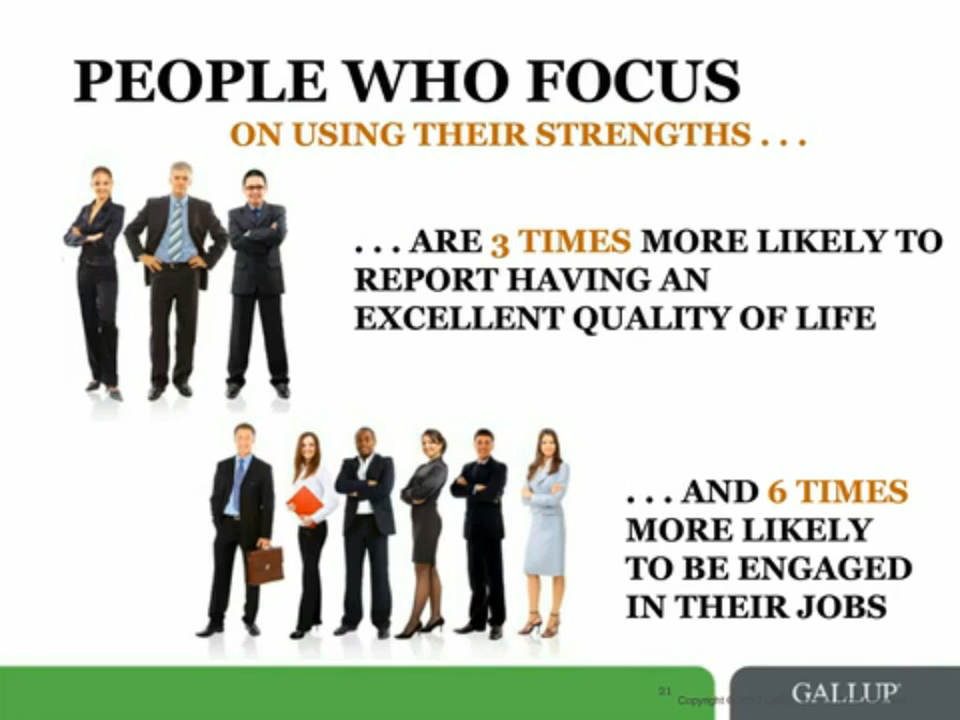 PEOPLE WHO FOCUS
ON USING THEIR STRENGTHS . . .
. . . ARE 3 TIMES MORE LIKELY TO
REPORT HAVING AN
EXCELLENT QUALITY OF LIFE
. . . AND 6 TIMES
MORE LIKELY
TO BE ENGAGED
IN THEIR JOBS
21
Copyright
GALLUP®